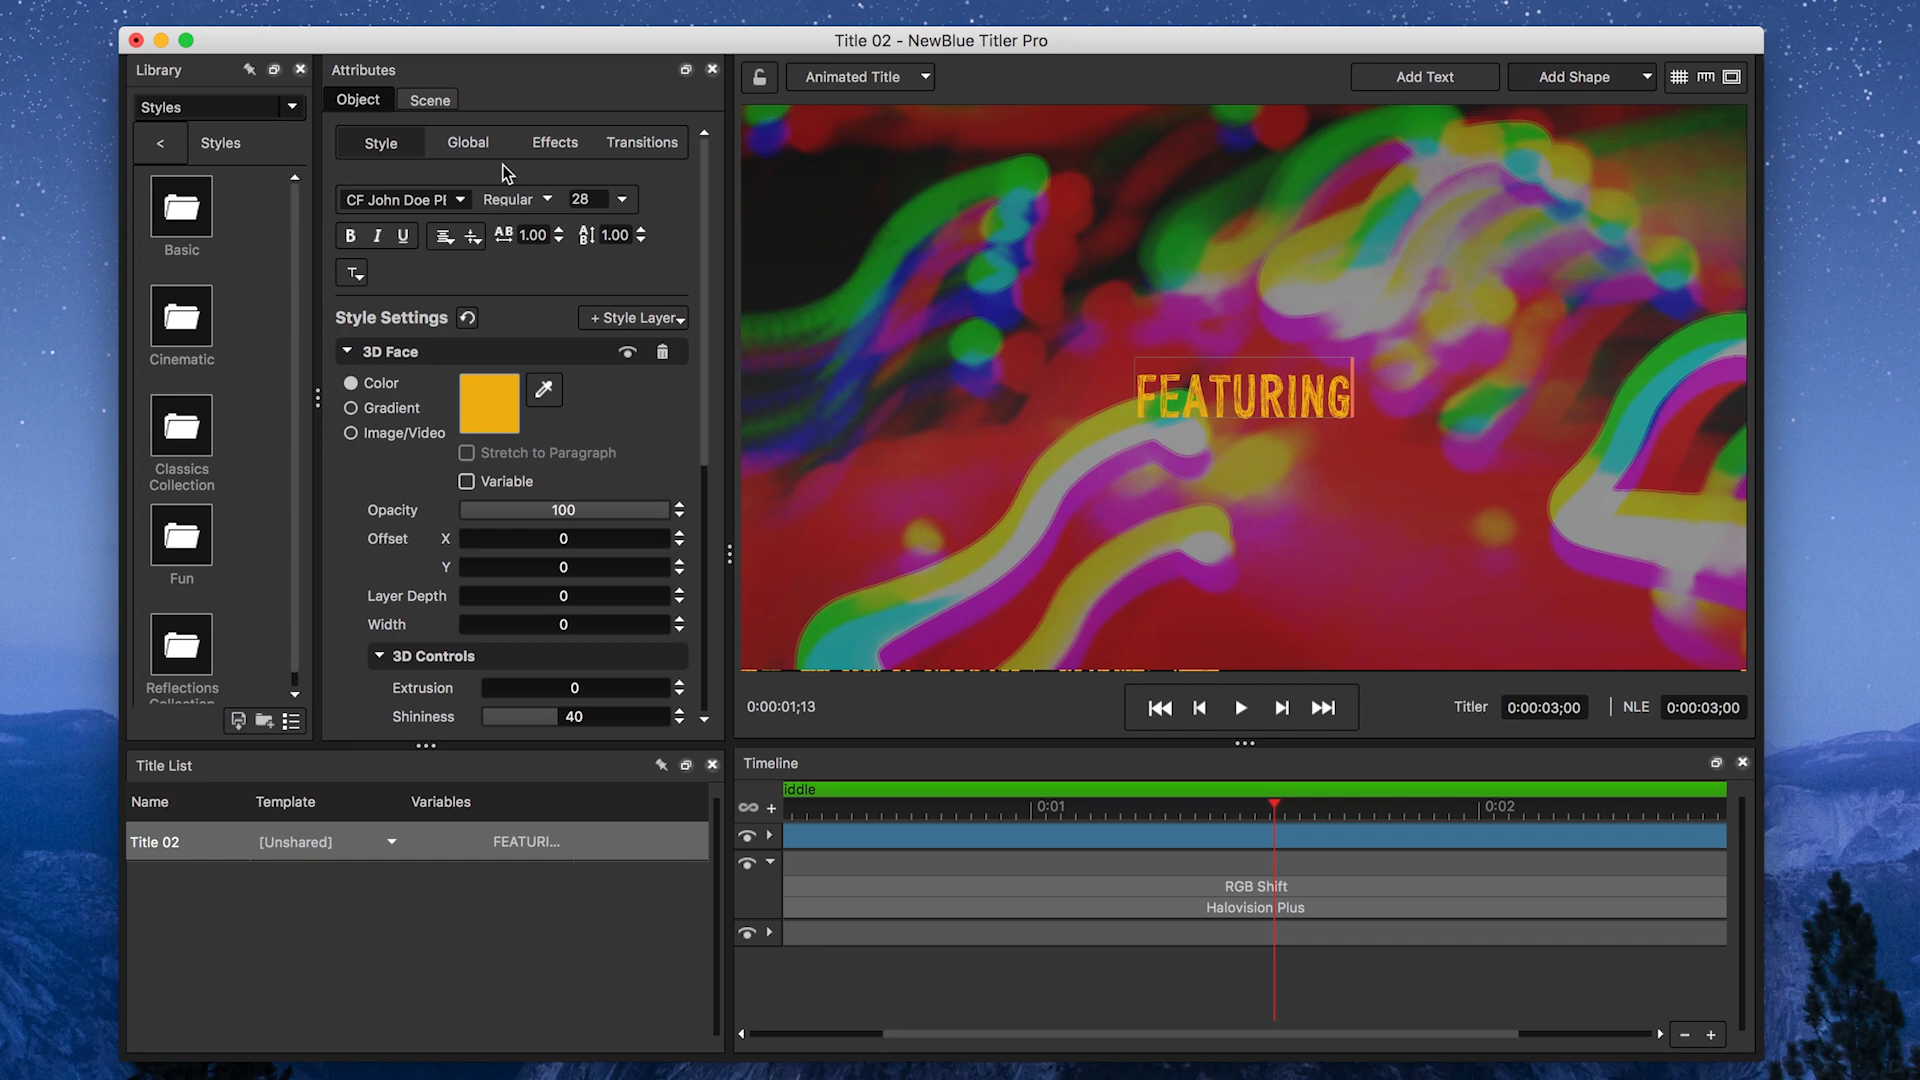 Title 02 - NewBlue Titler Pro
Library
Styles
<
Styles
Basic
Cinematic
Classics
Collection
Fun
Reflections
Collection
Attributes
Object
Scene
Style
Global
Effects
Transitions
CF John Doe PI
Regular
28
B I U
AB 1.00
AB 1.00
T
Style Settings
+ Style Layer
3D Face
Color
Gradient
Image/Video
Stretch to Paragraph
Variable
Opacity 100
Offset X 0
Y 0
Layer Depth 0
Width 0
3D Controls
Extrusion 0
Shininess 40
Animated Title
Add Text
Add Shape
FEATURING
0:00:01;13
Titler 0:00:03;00
NLE 0:00:03;00
Title List
Name Template Variables
Title 02 [Unshared] FEATURI...
Timeline
iddle
0:01
0:02
RGB Shift
Halovision Plus